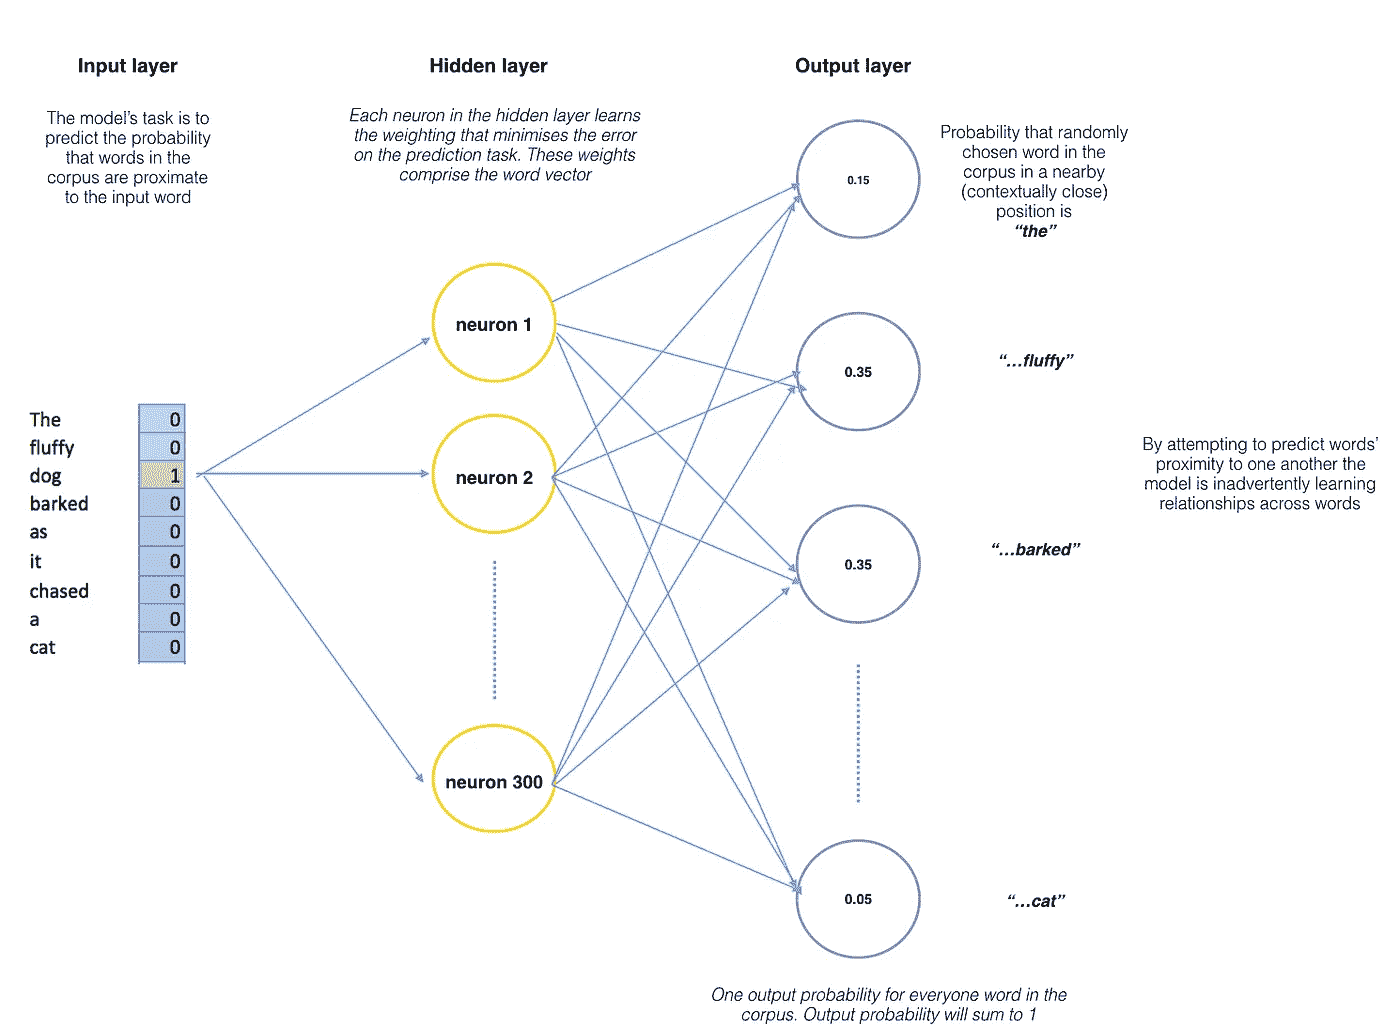 Input layer
The model's task is to
predict the probability
that words in the
corpus are proximate
to the input word
The 0
fluffy 0
dog 1
barked 0
as 0
it 0
chased 0
a 0
cat 0
Hidden layer
Each neuron in the hidden layer learns
the weighting that minimises the error
on the prediction task. These weights
comprise the word vector
neuron 1
neuron 2
neuron 300
Output layer
0.15
Probability that randomly
chosen word in the
corpus in a nearby
(contextually close)
position is
“the”
0.35
“...fluffy”
0.35
“...barked”
0.05
“...cat”
One output probability for everyone word in the
corpus. Output probability will sum to 1
By attempting to predict words'
proximity to one another the
model is inadvertently learning
relationships across words